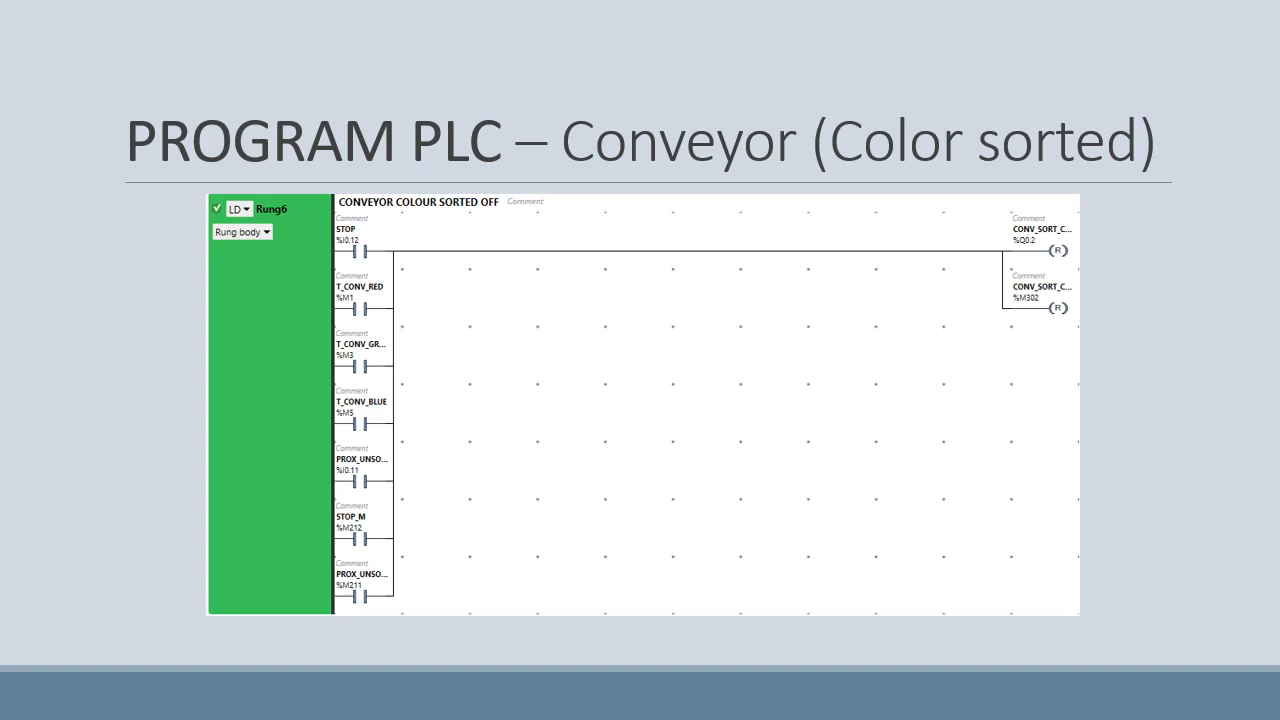 PROGRAM PLC – Conveyor (Color sorted)
LD Rung6
Rung body
CONVEYOR COLOUR SORTED OFF Comment
Comment
STOP
%I0.12
Comment
T_CONV_RED
%M1
Comment
T_CONV_GR...
%M3
Comment
T_CONV_BLUE
%M5
Comment
PROX_UNSO...
%I0.11
Comment
STOP_M
%M212
Comment
PROX_UNSO...
%M211
Comment
CONV_SORT_C...
%Q0.2
R
Comment
CONV_SORT_C...
%M302
R